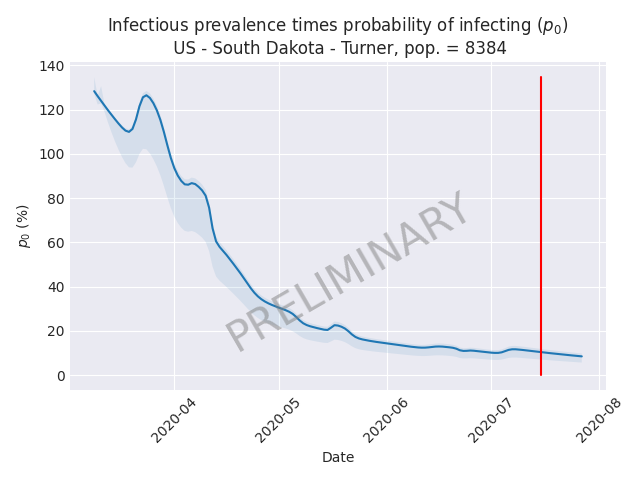 Infectious prevalence times probability of infecting (p₀)
US - South Dakota - Turner, pop. = 8384
140
120
100
80
60
40
20
0
p₀ (%)
PRELIMINARY
2020-04
2020-05
2020-06
2020-07
2020-08
Date